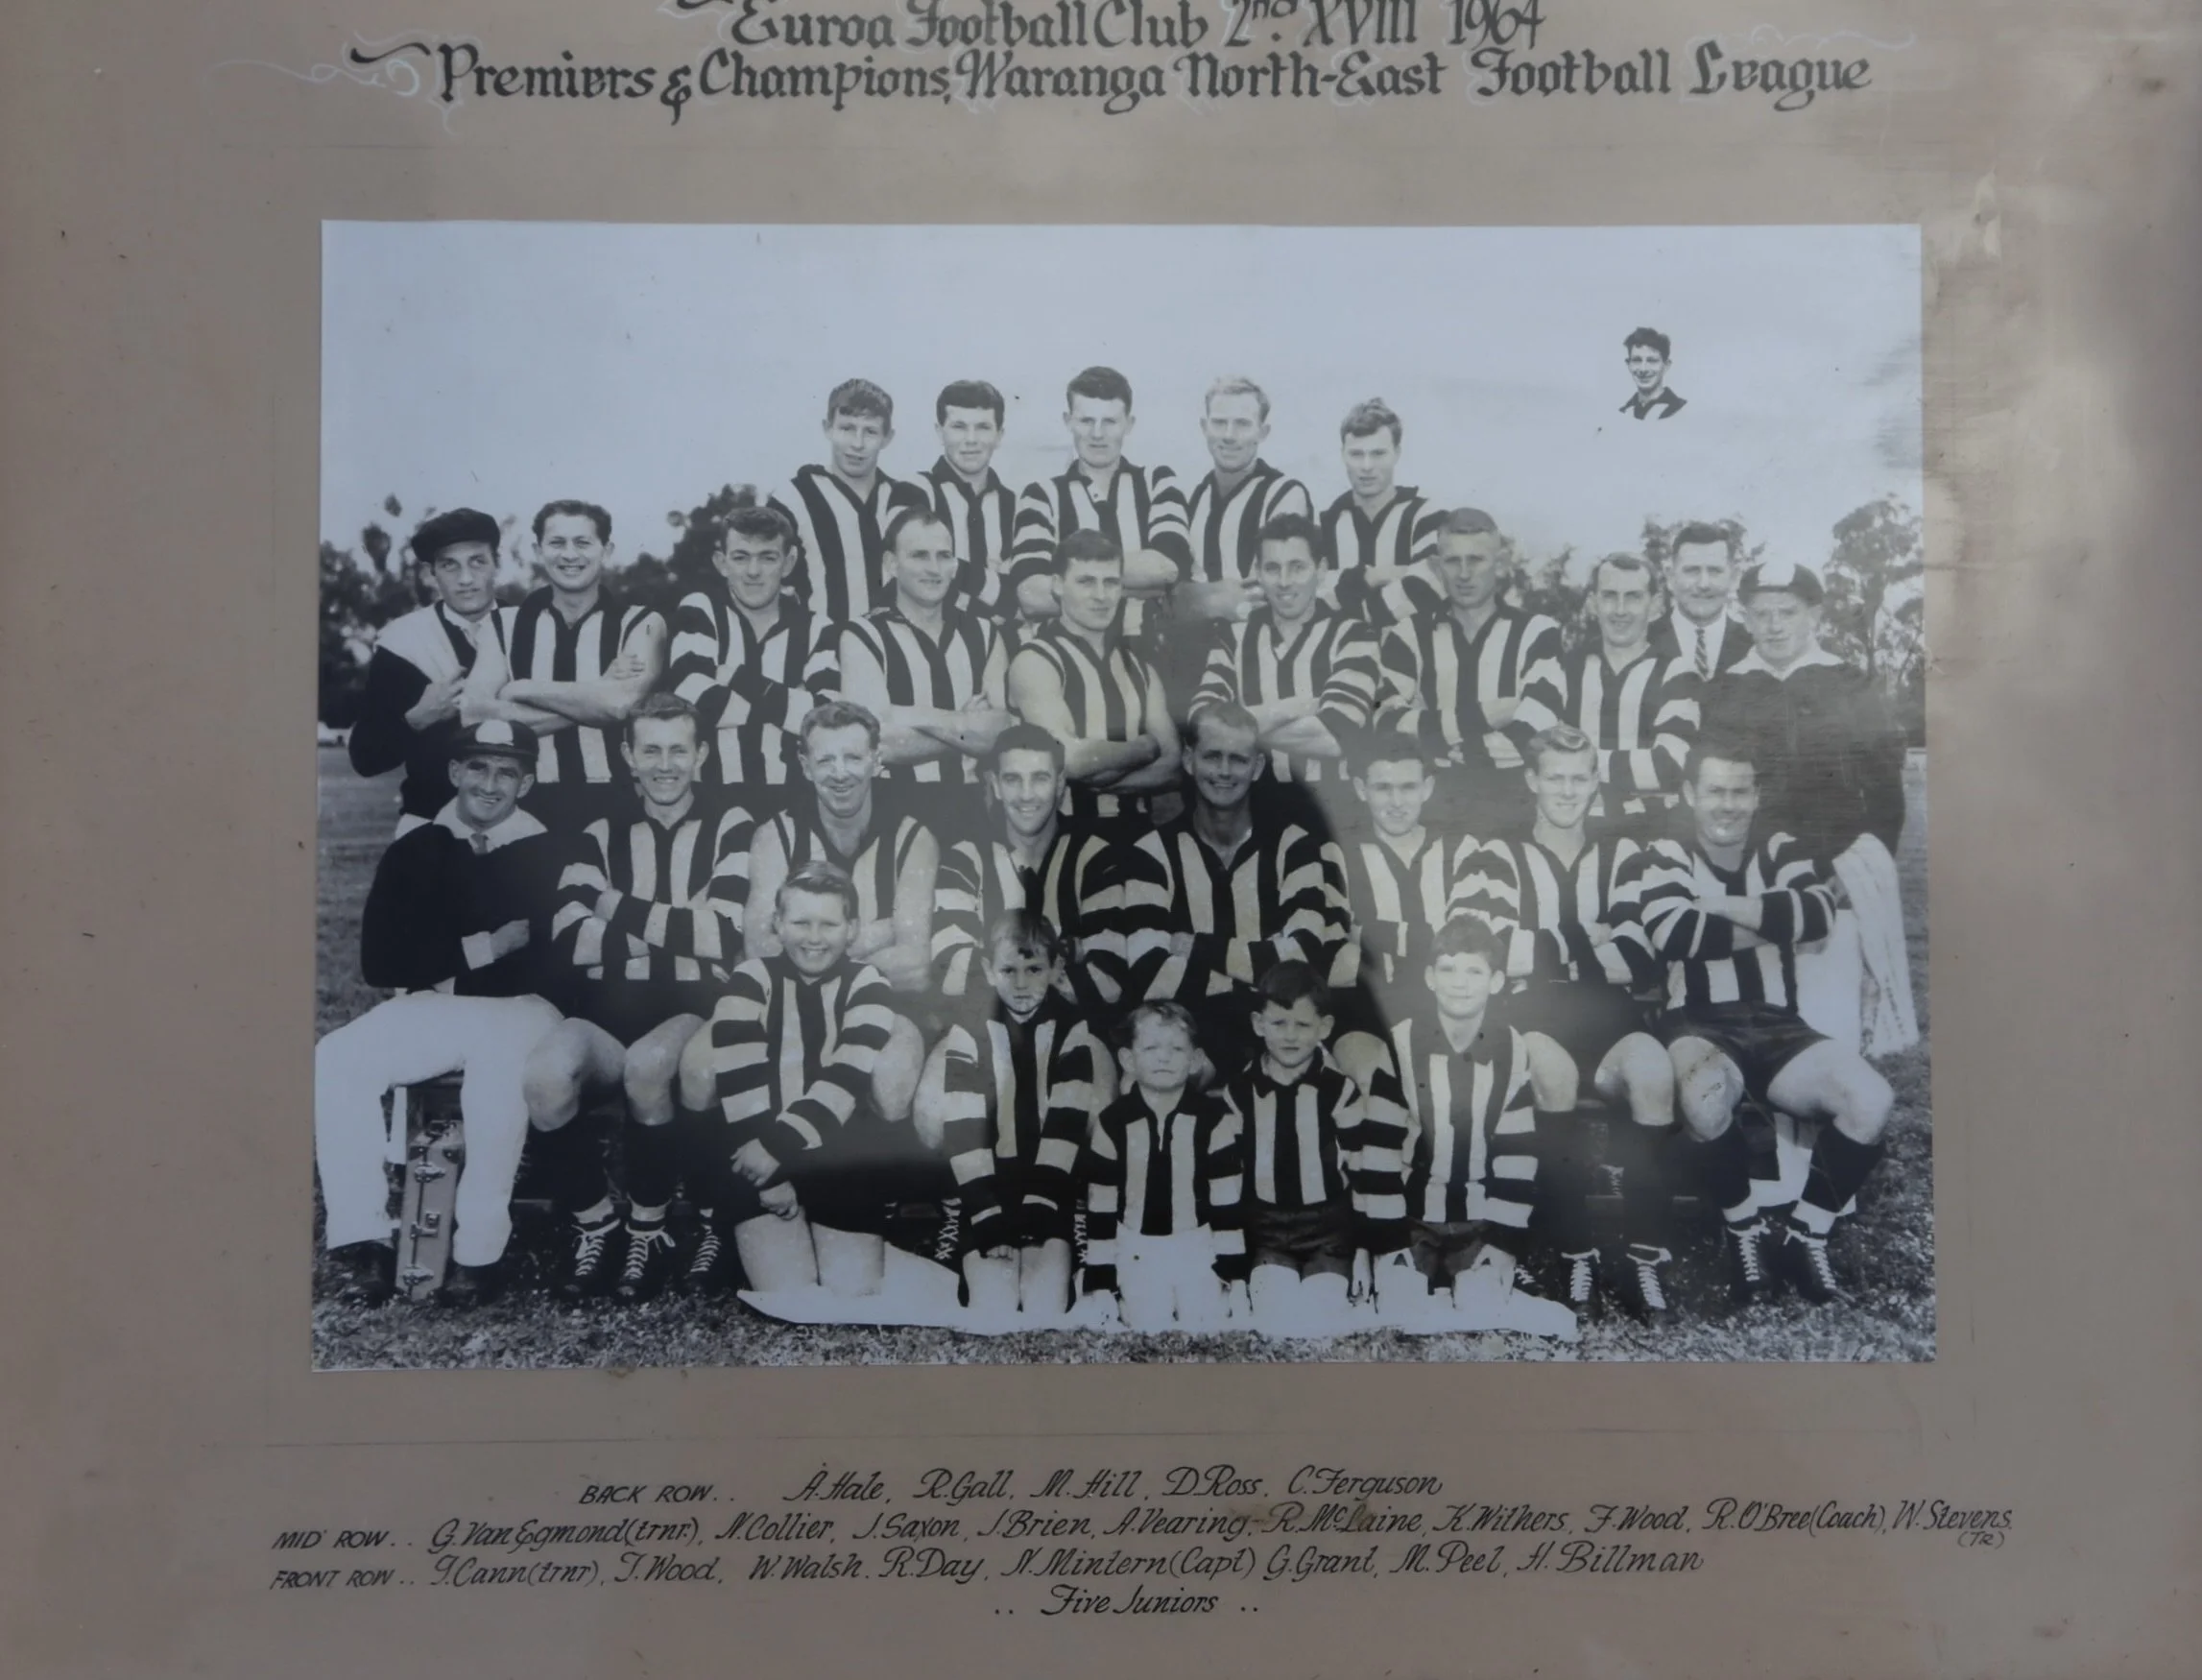 Euroa Football Club 2nd. XVIII 1964
Premiers & Champions, Waranga North-East Football League
BACK ROW.. A. Hale, R. Gall, M. Hill, D. Ross, C. Ferguson
MID ROW.. G. Van Egmond (trnr), N. Collier, J. Saxon, J. Brien, A. Vearing, R. McLaine, K. Withers, F. Wood, R. O'Bree (Coach), W. Stevens
(TR)
FRONT ROW.. J. Cann (trnr), T. Wood, W. Walsh, R. Day, N. Mintern (Capt) G. Grant, M. Peel, H. Billman
.. Five Juniors ..